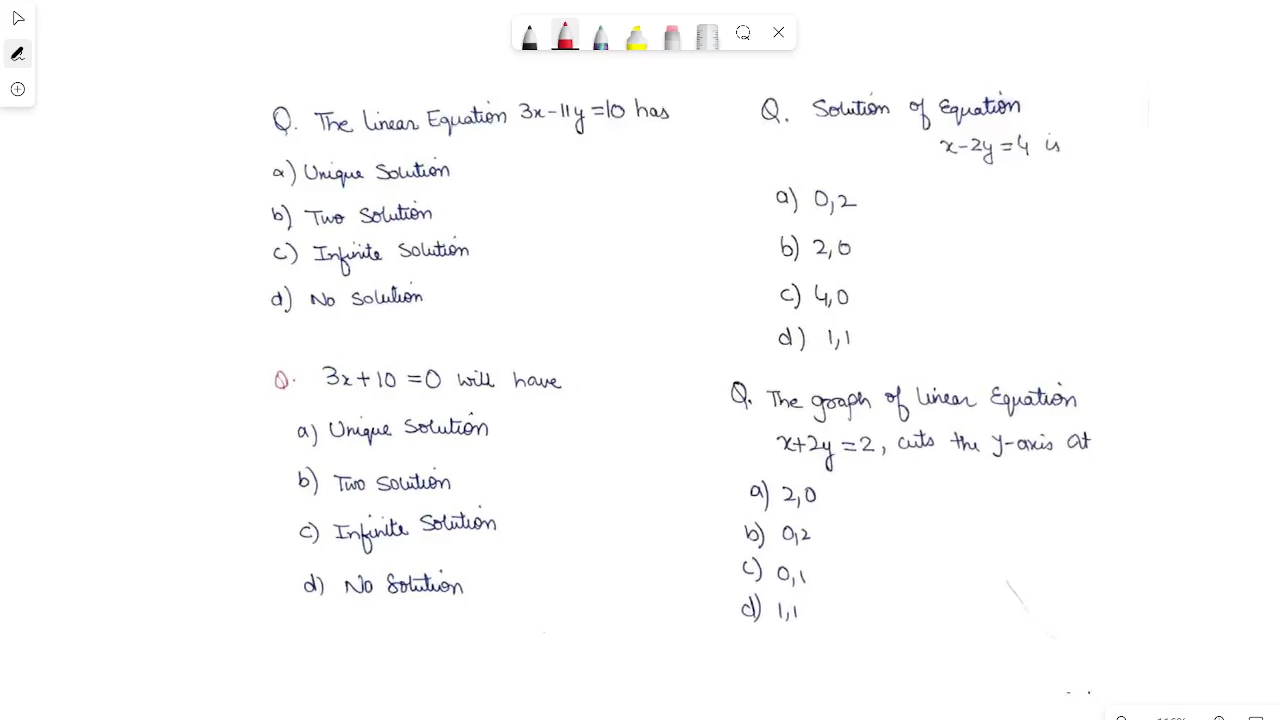 Q. The Linear Equation 3x-11y=10 has
a) Unique Solution
b) Two Solution
c) Infinite Solution
d) No Solution
Q. 3x+10=0 will have
a) Unique Solution
b) Two Solution
c) Infinite Solution
d) No Solution
Q. Solution of Equation
x-2y=4 is
a) 0,2
b) 2,0
c) 4,0
d) 1,1
Q. The graph of linear Equation
x+2y=2, cuts the y-axis at
a) 2,0
b) 0,2
c) 0,1
d) 1,1